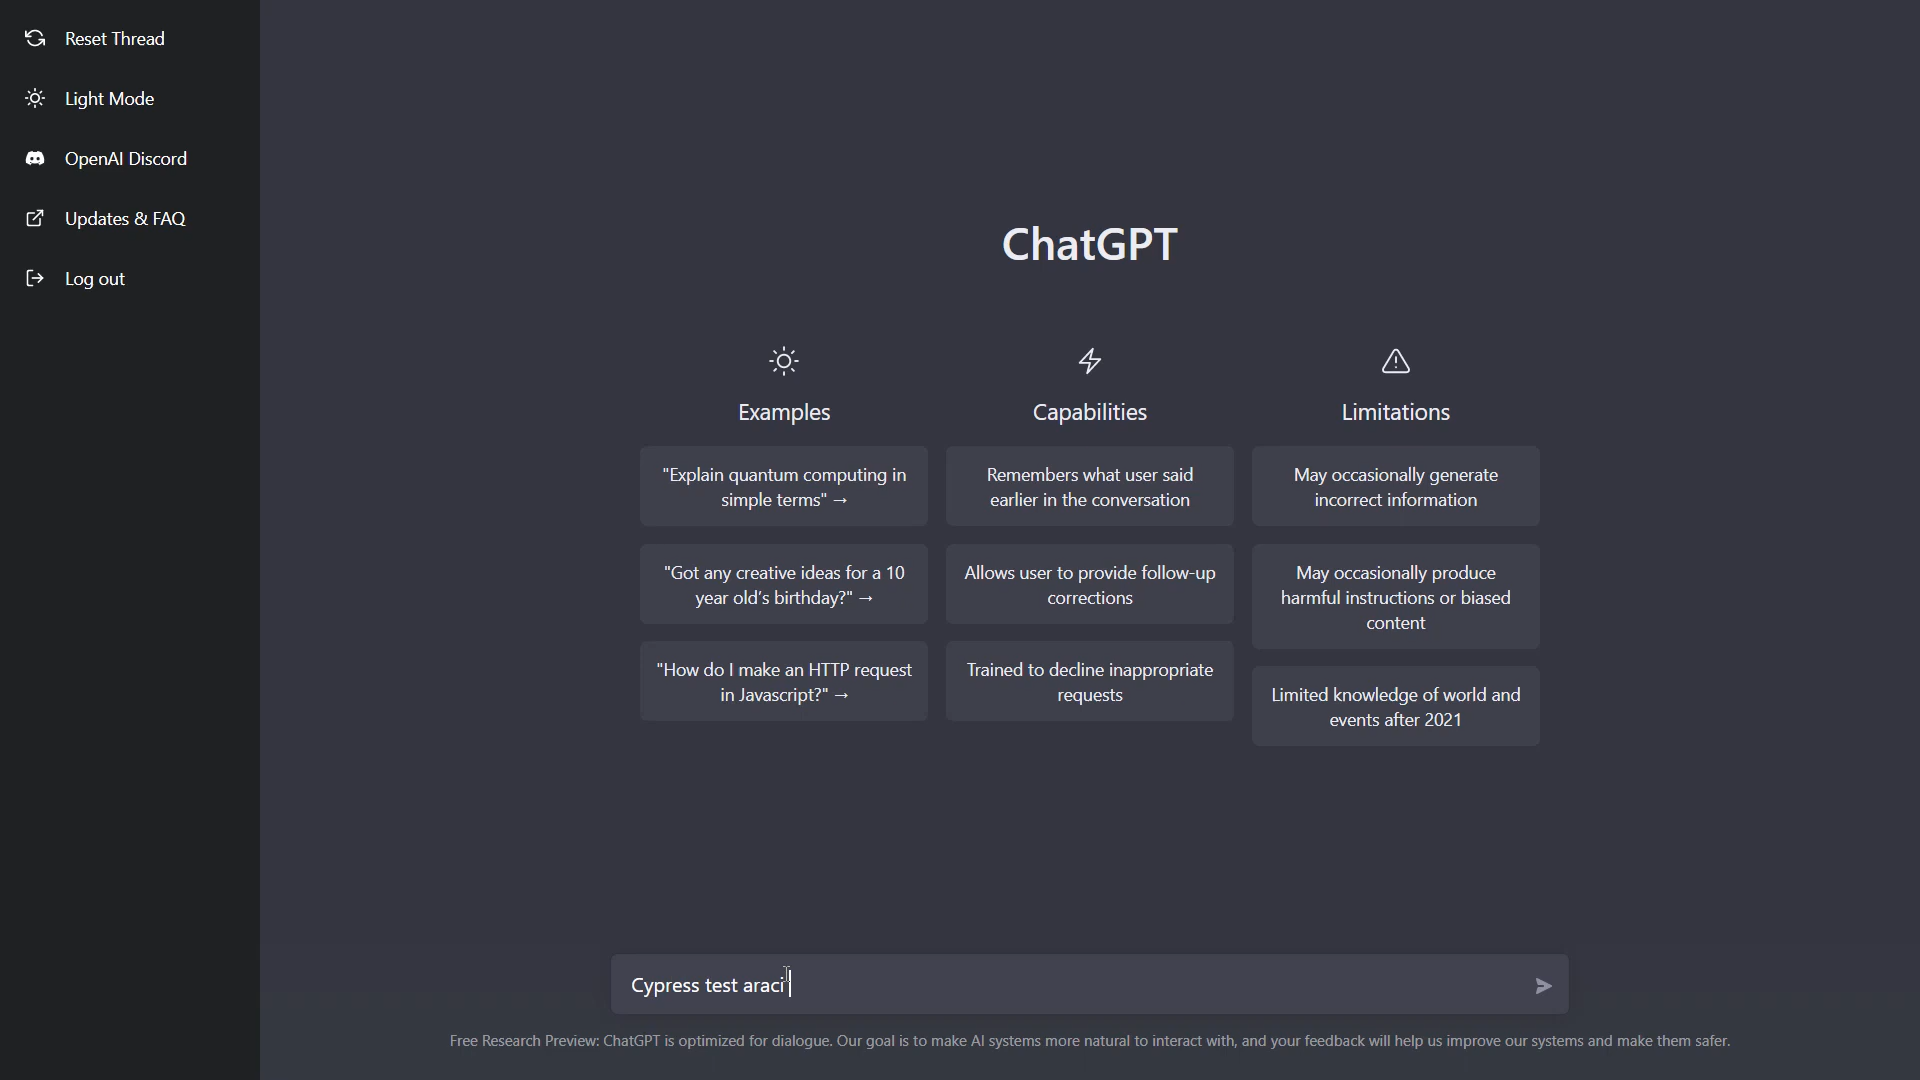 Reset Thread
Light Mode
OpenAI Discord
Updates & FAQ
Log out
ChatGPT
Examples
"Explain quantum computing in
simple terms" →
"Got any creative ideas for a 10
year old's birthday?" →
"How do I make an HTTP request
in Javascript?" →
Capabilities
Remembers what user said
earlier in the conversation
Allows user to provide follow-up
corrections
Trained to decline inappropriate
requests
Limitations
May occasionally generate
incorrect information
May occasionally produce
harmful instructions or biased
content
Limited knowledge of world and
events after 2021
Cypress test araci
Free Research Preview: ChatGPT is optimized for dialogue. Our goal is to make AI systems more natural to interact with, and your feedback will help us improve our systems and make them safer.